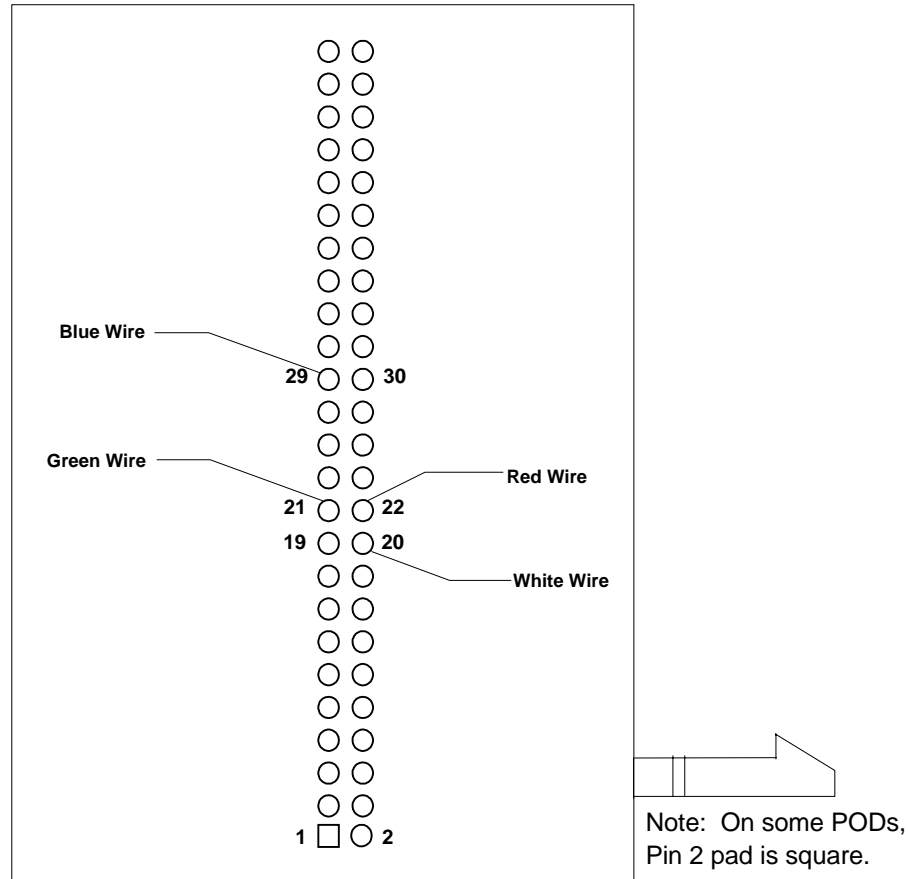 Blue Wire
29 30
Green Wire
Red Wire
21 22
19 20
White Wire
1 2
Note: On some PODs,
Pin 2 pad is square.